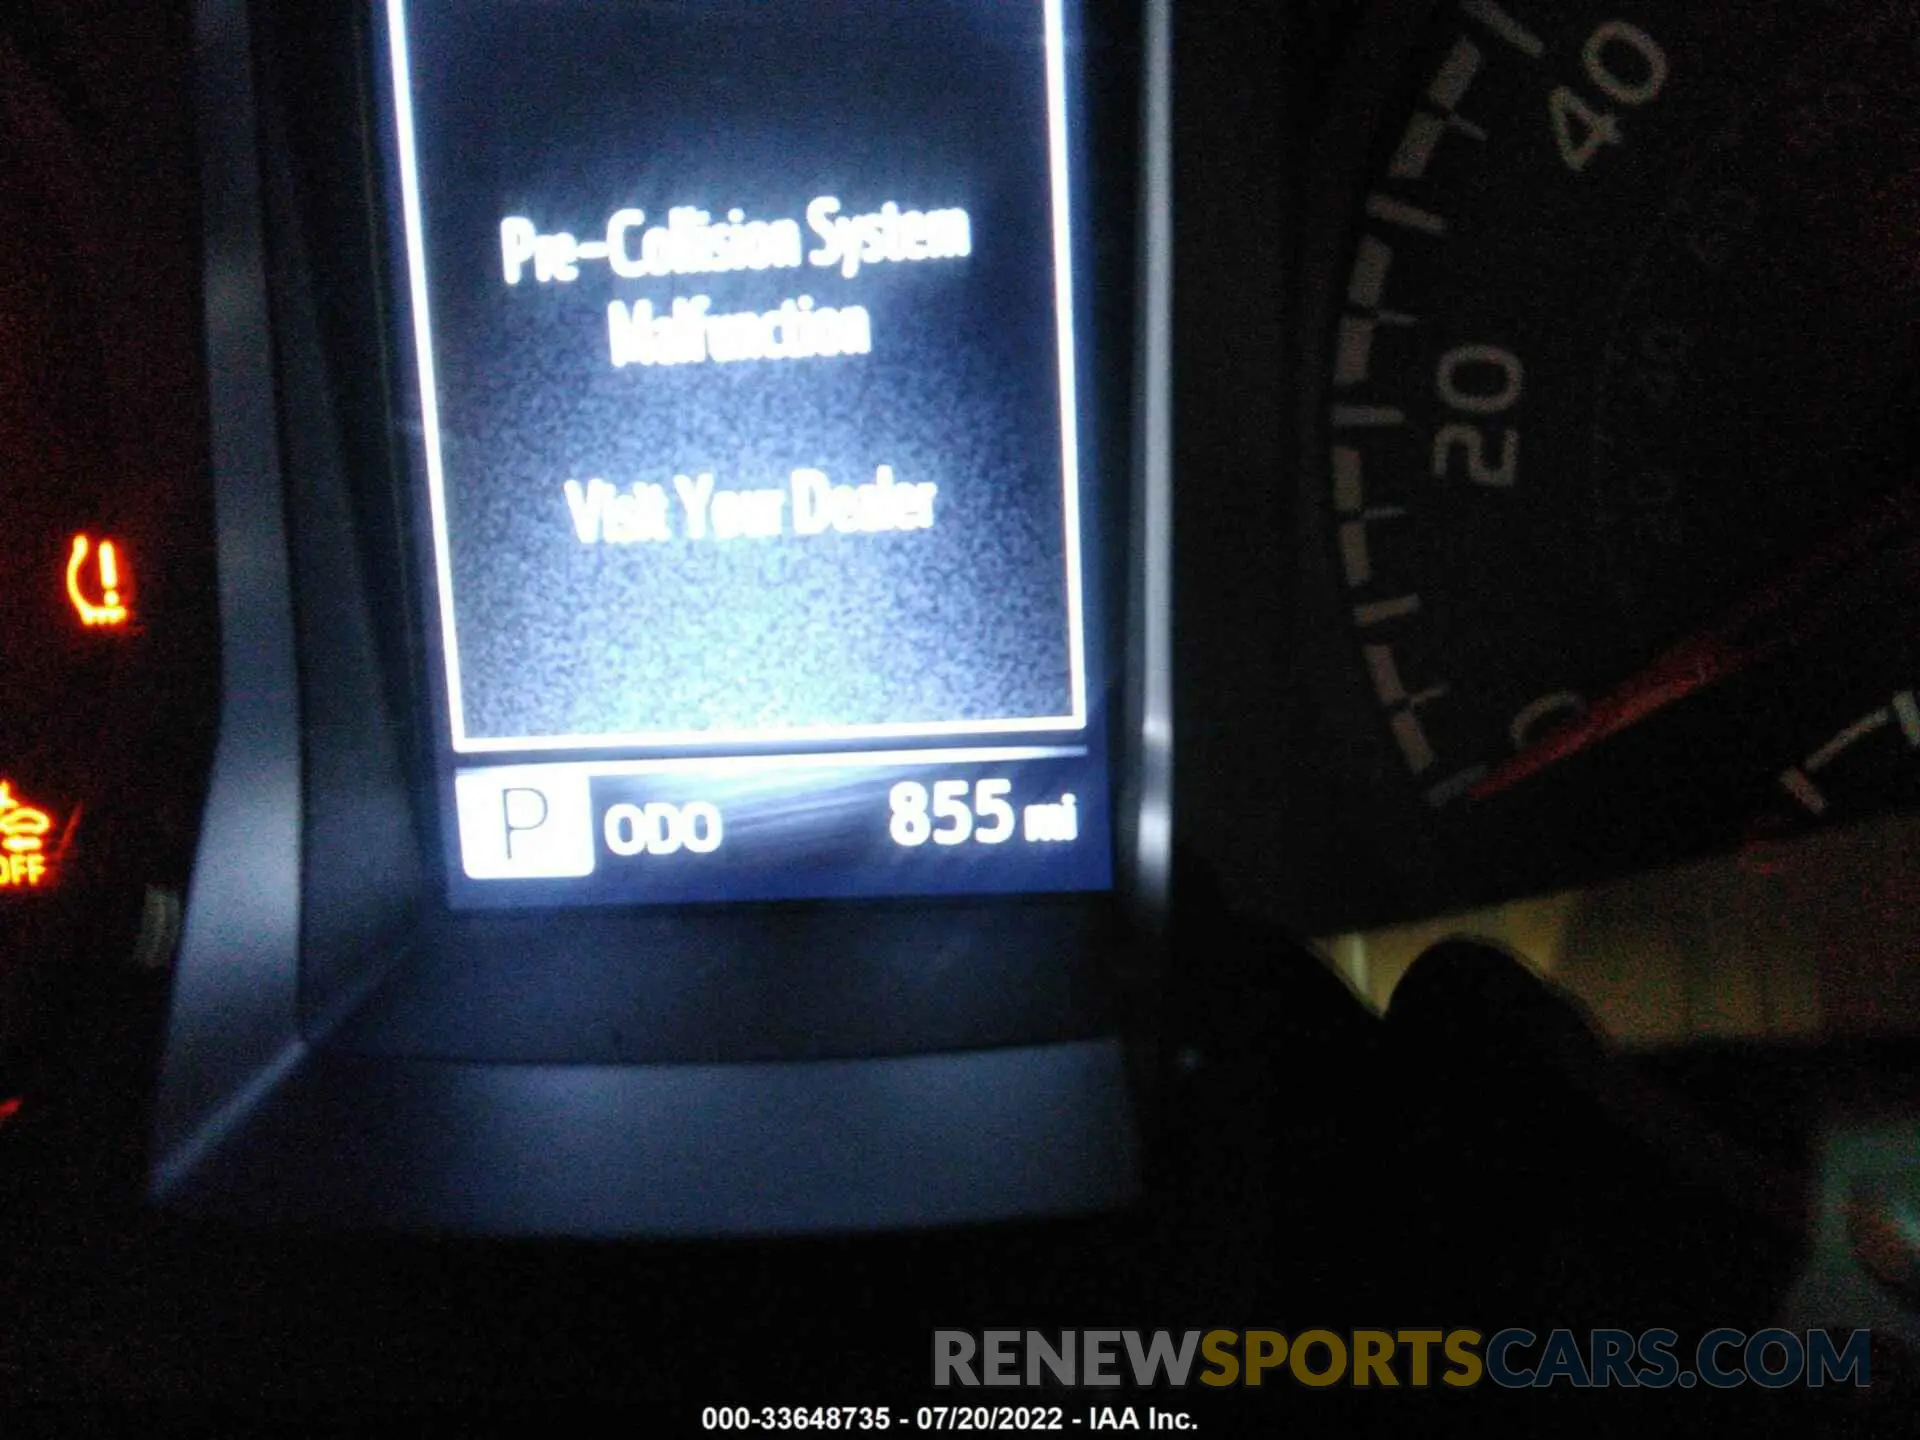 40
Pre-Collision System
Malfunction
20
Visit Your Dealer
0
P ODO 855 mi
OFF
RENEWSPORTSCARS.COM
000-33648735 - 07/20/2022 - IAA Inc.